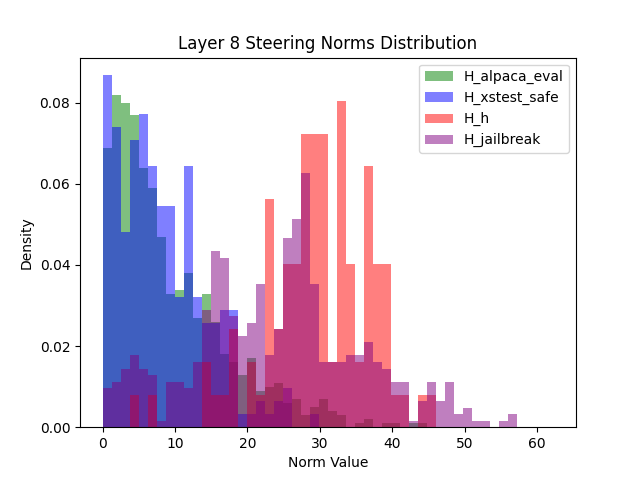 Layer 8 Steering Norms Distribution
H_alpaca_eval
H_xstest_safe
H_h
H_jailbreak
Density
0.08
0.06
0.04
0.02
0.00
0 10 20 30 40 50 60
Norm Value